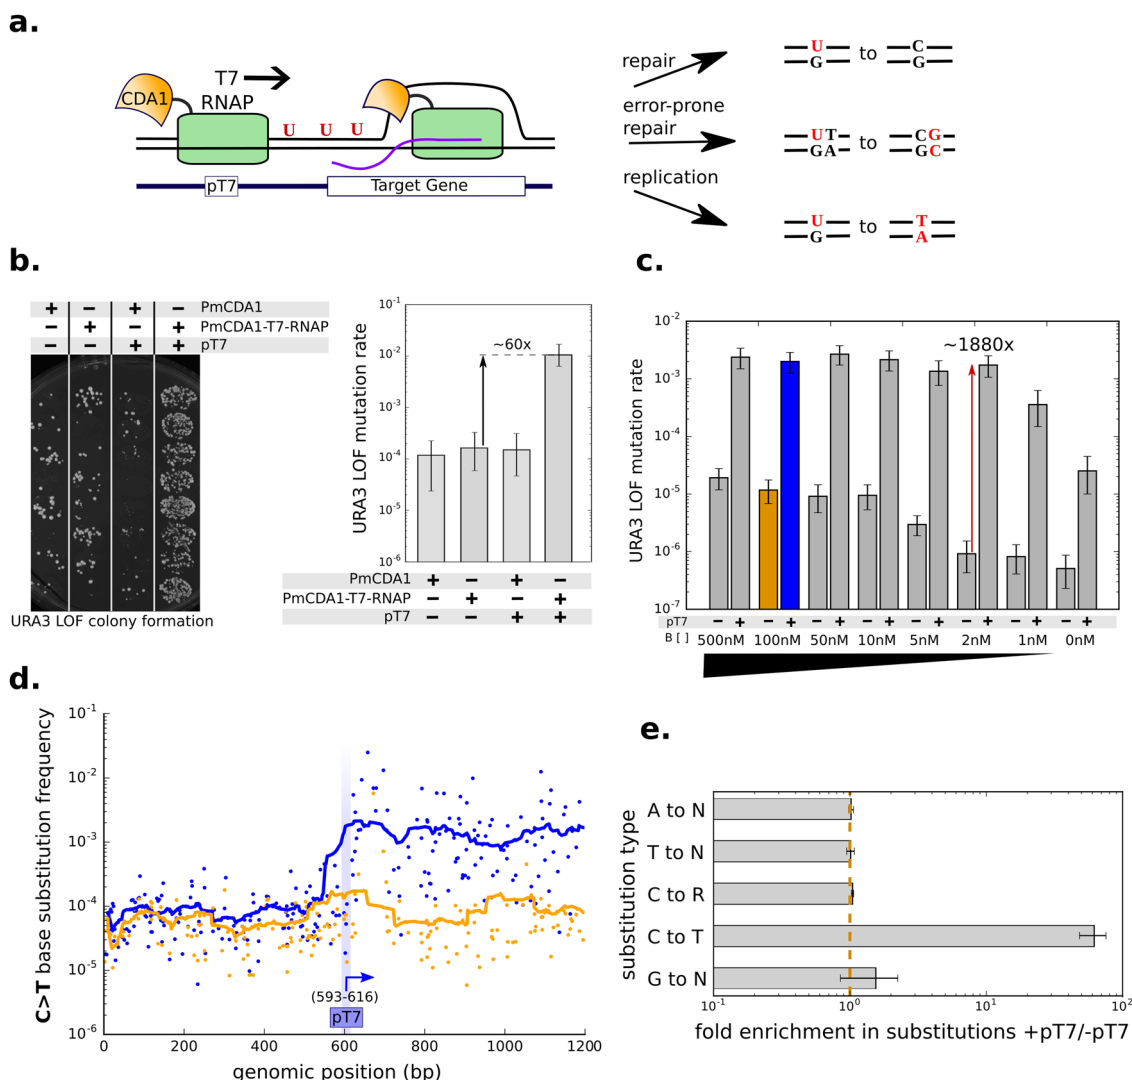 a.
CDA1
T7
RNAP
U U U
pT7
Target Gene
repair
U
G
to
C
G
error-prone
repair
UT
GA
to
CG
GC
replication
U
G
to
T
A
b.
+ − + − PmCDA1
− + − + PmCDA1-T7-RNAP
− − + + pT7
URA3 LOF colony formation
URA3 LOF mutation rate
10-1
10-2
10-3
10-4
10-5
10-6
~60x
PmCDA1 + − + −
PmCDA1-T7-RNAP − + − +
pT7 − − + +
c.
URA3 LOF mutation rate
10-2
10-3
10-4
10-5
10-6
10-7
~1880x
pT7 − + − + − + − + − + − + − + − +
B [ ] 500nM 100nM 50nM 10nM 5nM 2nM 1nM 0nM
d.
C>T base substitution frequency
10-1
10-2
10-3
10-4
10-5
10-6
(593-616)
pT7
0 200 400 600 800 1000 1200
genomic position (bp)
e.
substitution type
A to N
T to N
C to R
C to T
G to N
10-1 100 101 102
fold enrichment in substitutions +pT7/-pT7